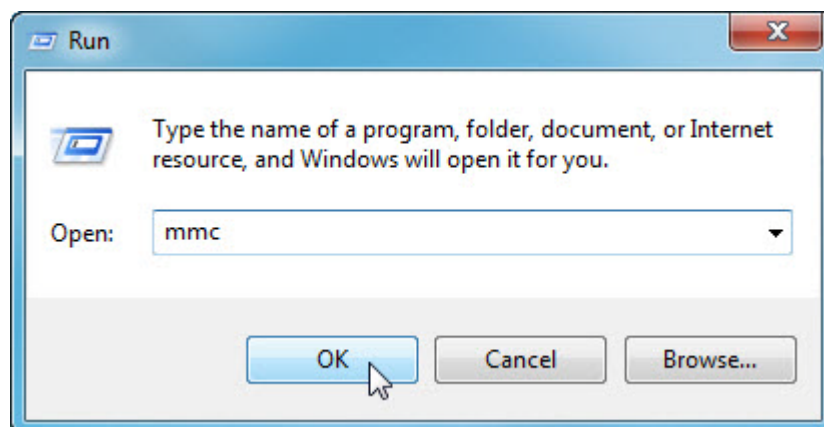 Run
Type the name of a program, folder, document, or Internet
resource, and Windows will open it for you.
Open: mmc
OK Cancel Browse...